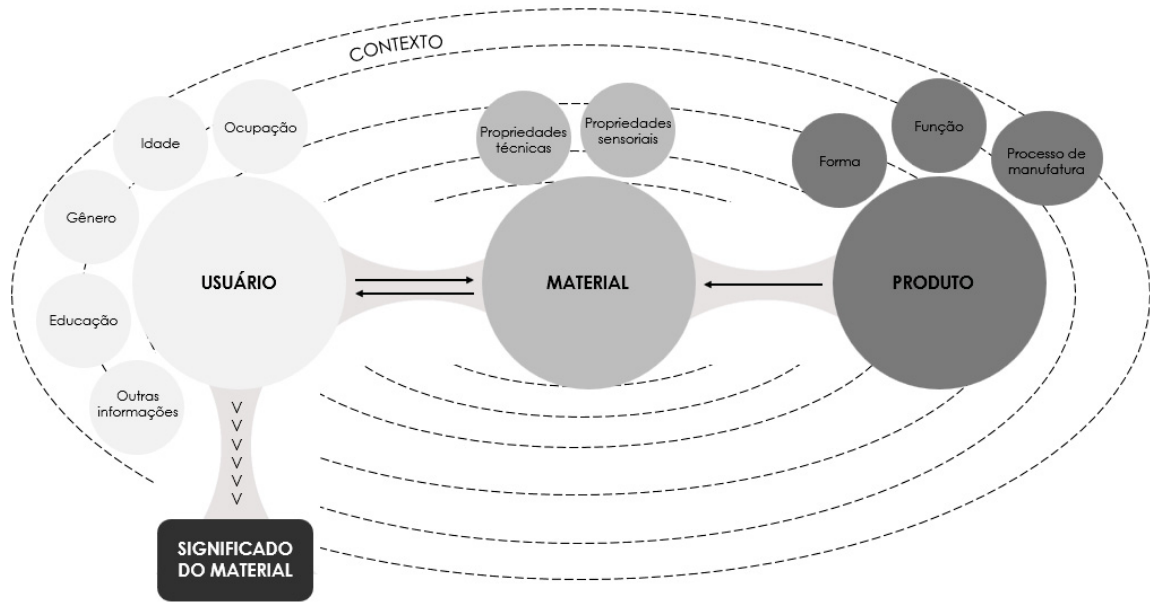 CONTEXTO
Ocupação
Idade
Gênero
Educação
Outras
informações
USUÁRIO
Propriedades
técnicas
Propriedades
sensoriais
MATERIAL
Forma
Função
Processo de
manufatura
PRODUTO
SIGNIFICADO
DO MATERIAL